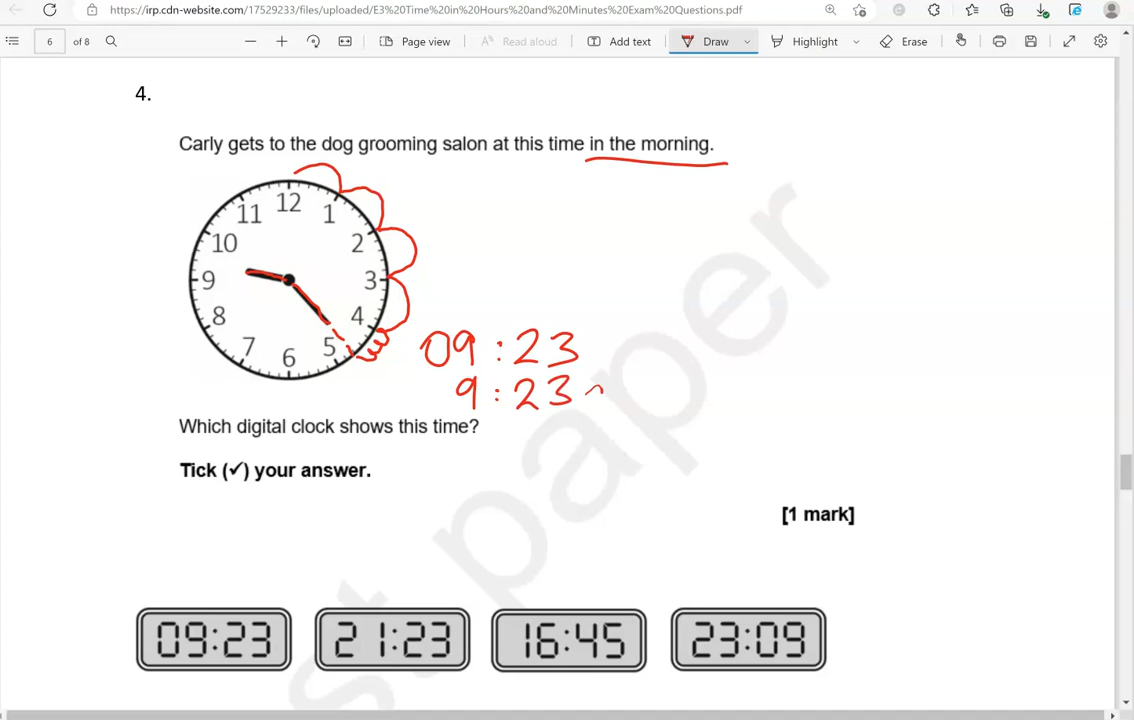 https://irp.cdn-website.com/17529233/files/uploaded/E3%20Time%20in%20Hours%20and%20Minutes%20Exam%20Questions.pdf
6 of 8 Page view Read aloud Add text Draw Highlight Erase
4.
Carly gets to the dog grooming salon at this time in the morning.
12
11 1
10 2
9 3
8 4
7 5
6
09:23
9:23
Which digital clock shows this time?
Tick (✓) your answer.
[1 mark]
st paper
09:23 21:23 16:45 23:09